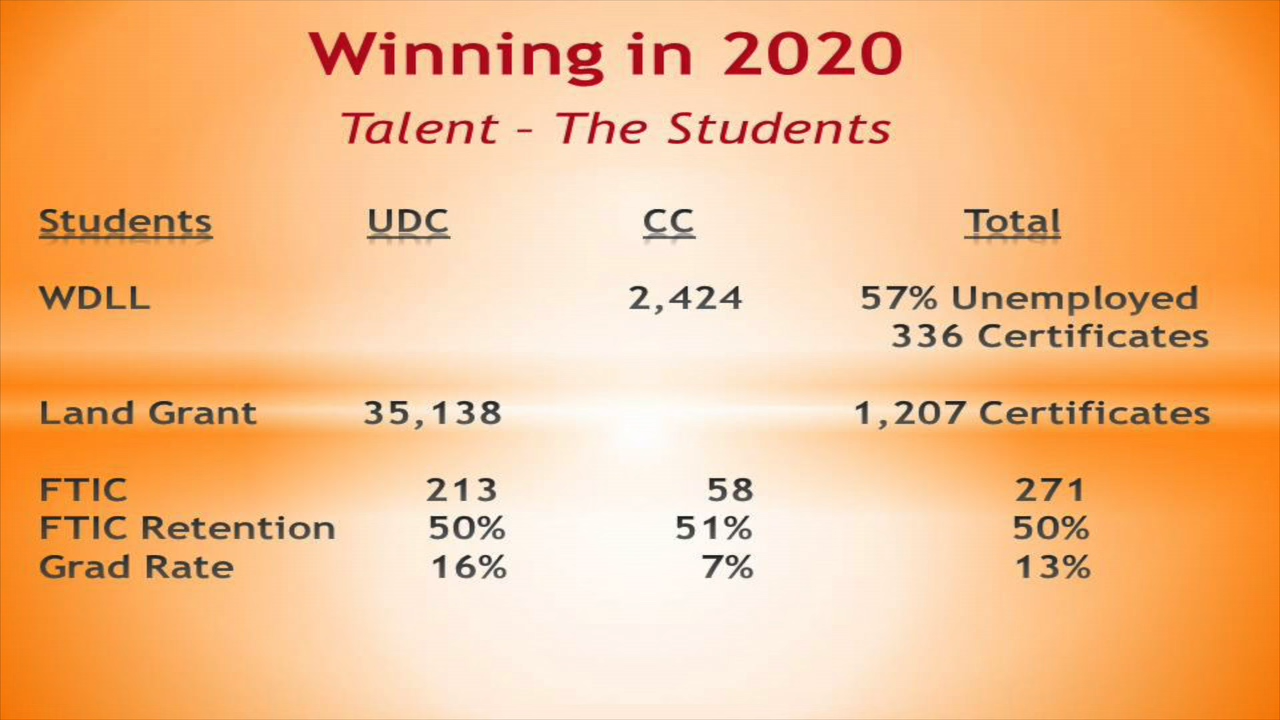 Winning in 2020
Talent - The Students
Students UDC CC Total
WDLL 2,424 57% Unemployed
336 Certificates
Land Grant 35,138 1,207 Certificates
FTIC 213 58 271
FTIC Retention 50% 51% 50%
Grad Rate 16% 7% 13%